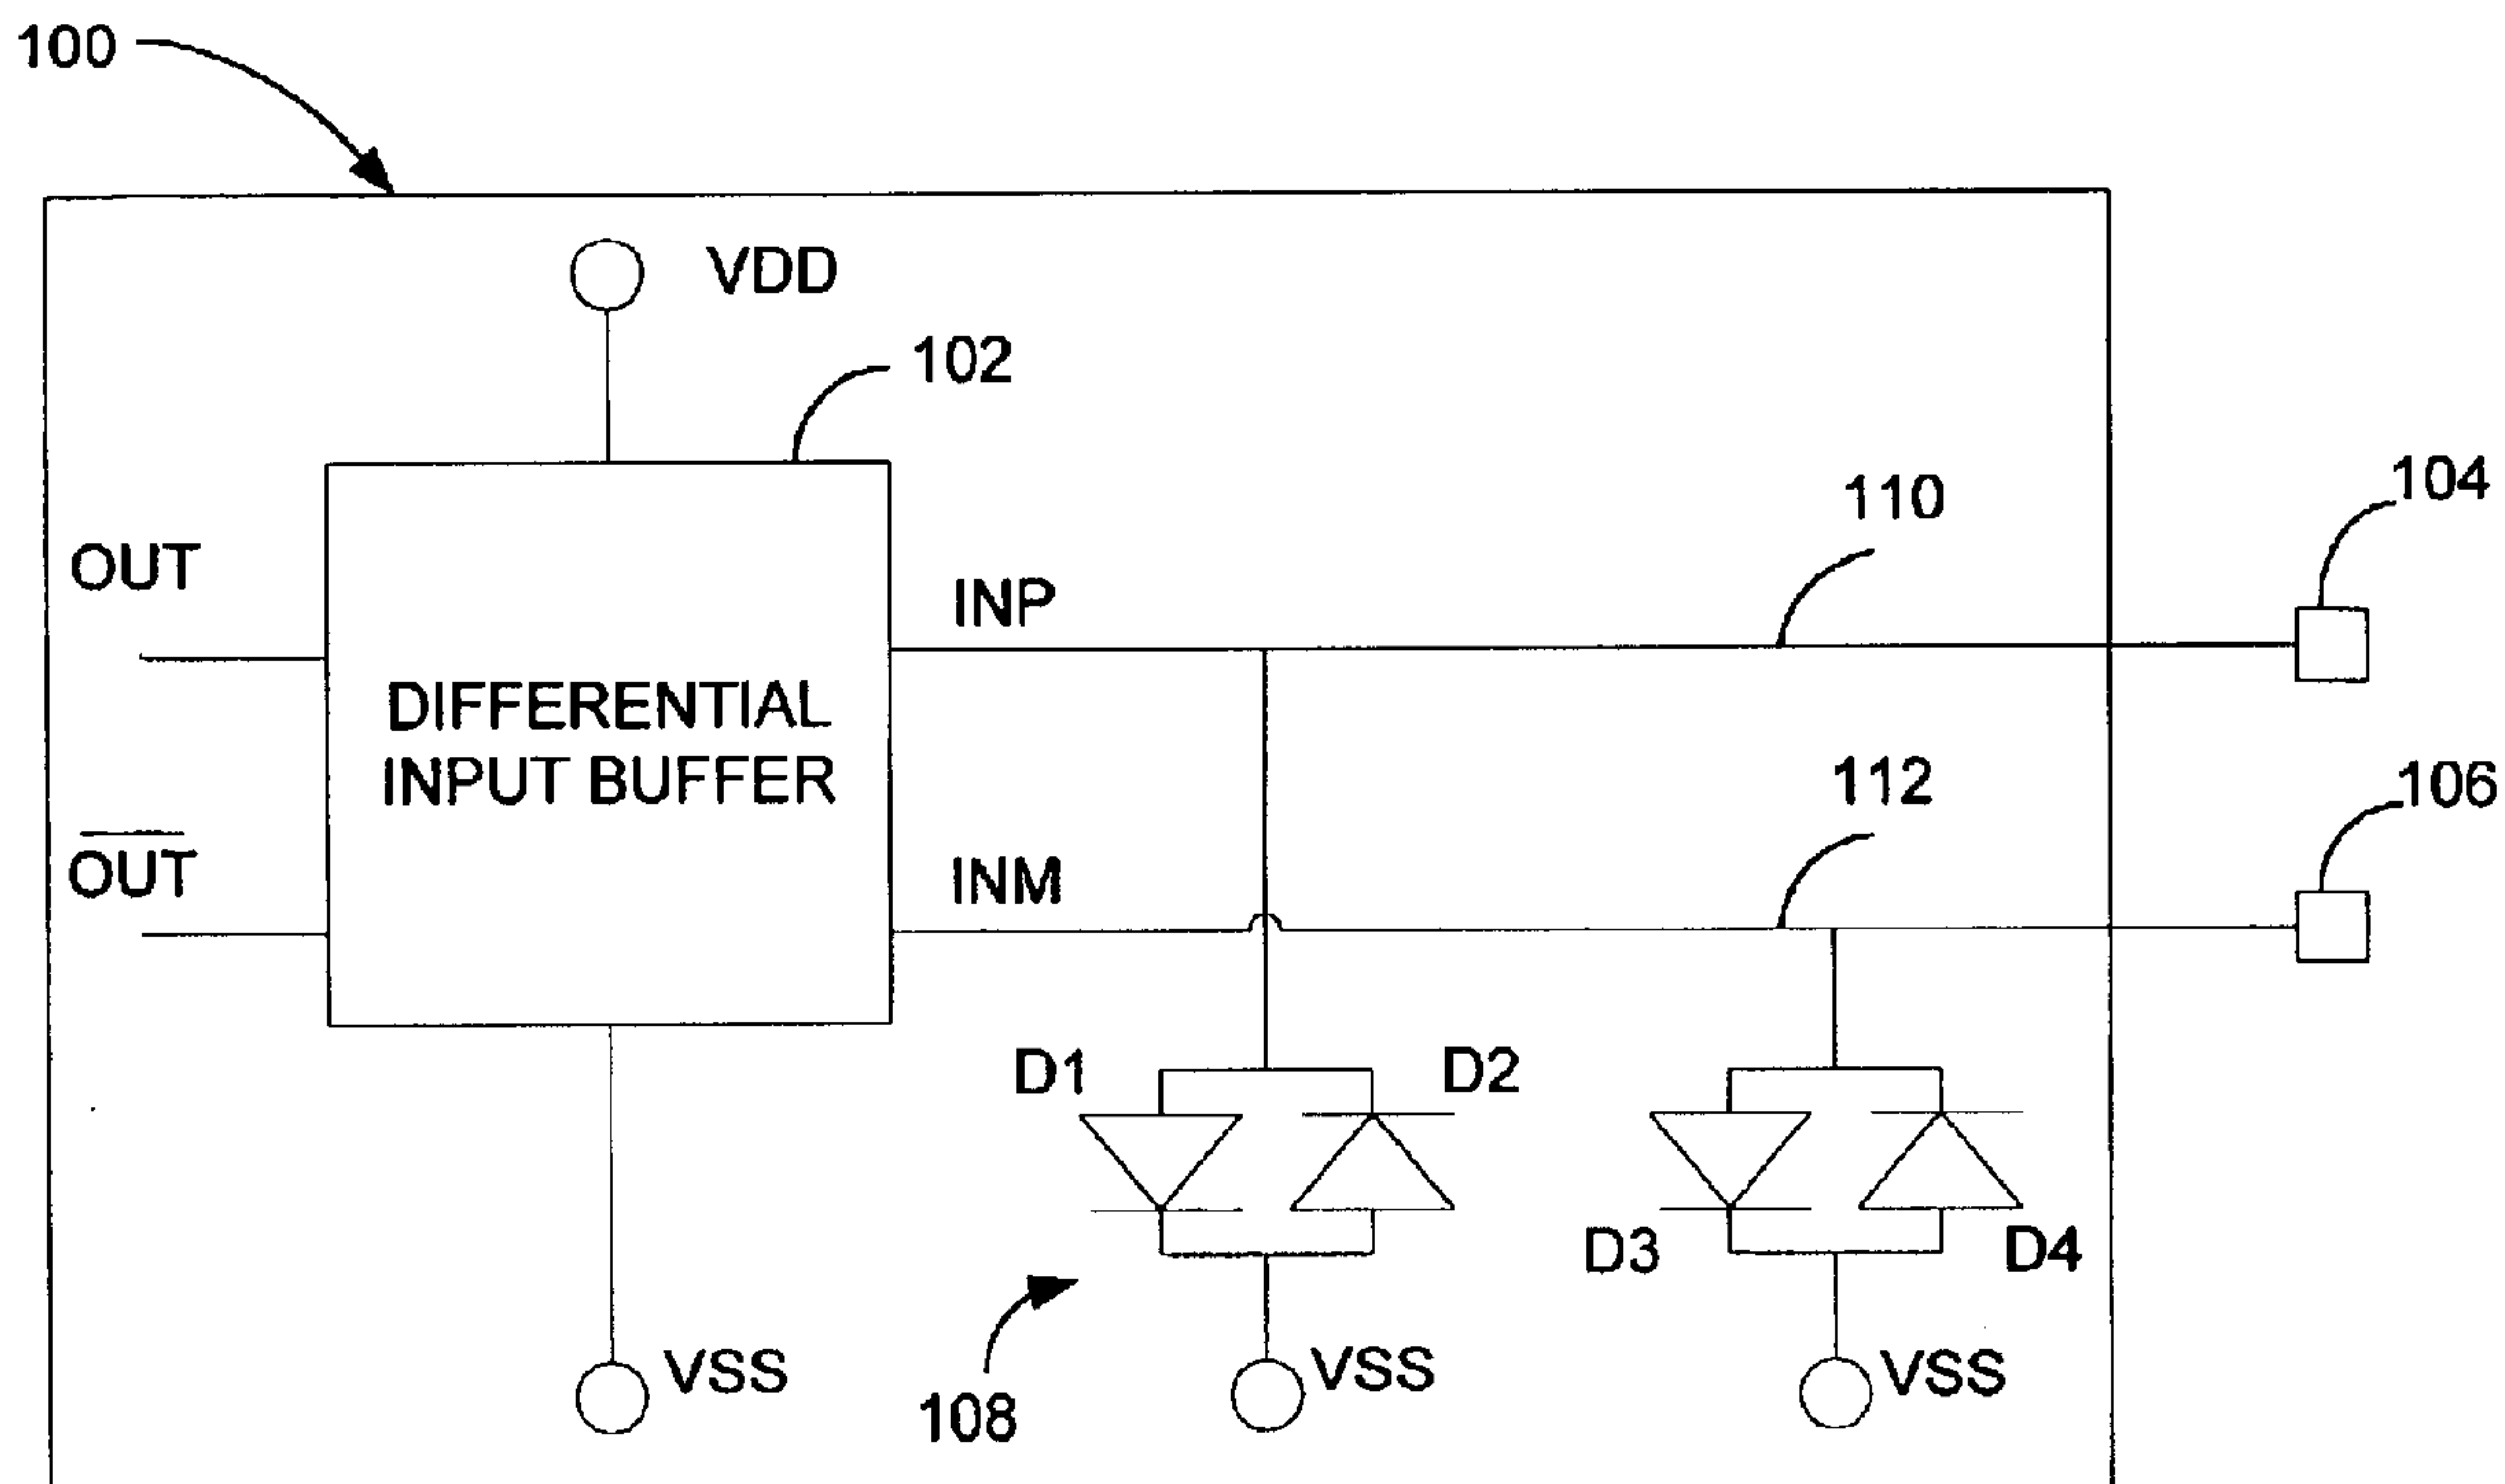 100
VDD
102
104
110
OUT
INP
DIFFERENTIAL
INPUT BUFFER
112
106
O̅U̅T̅
INM
D1
D2
D3
D4
VSS
VSS
VSS
108